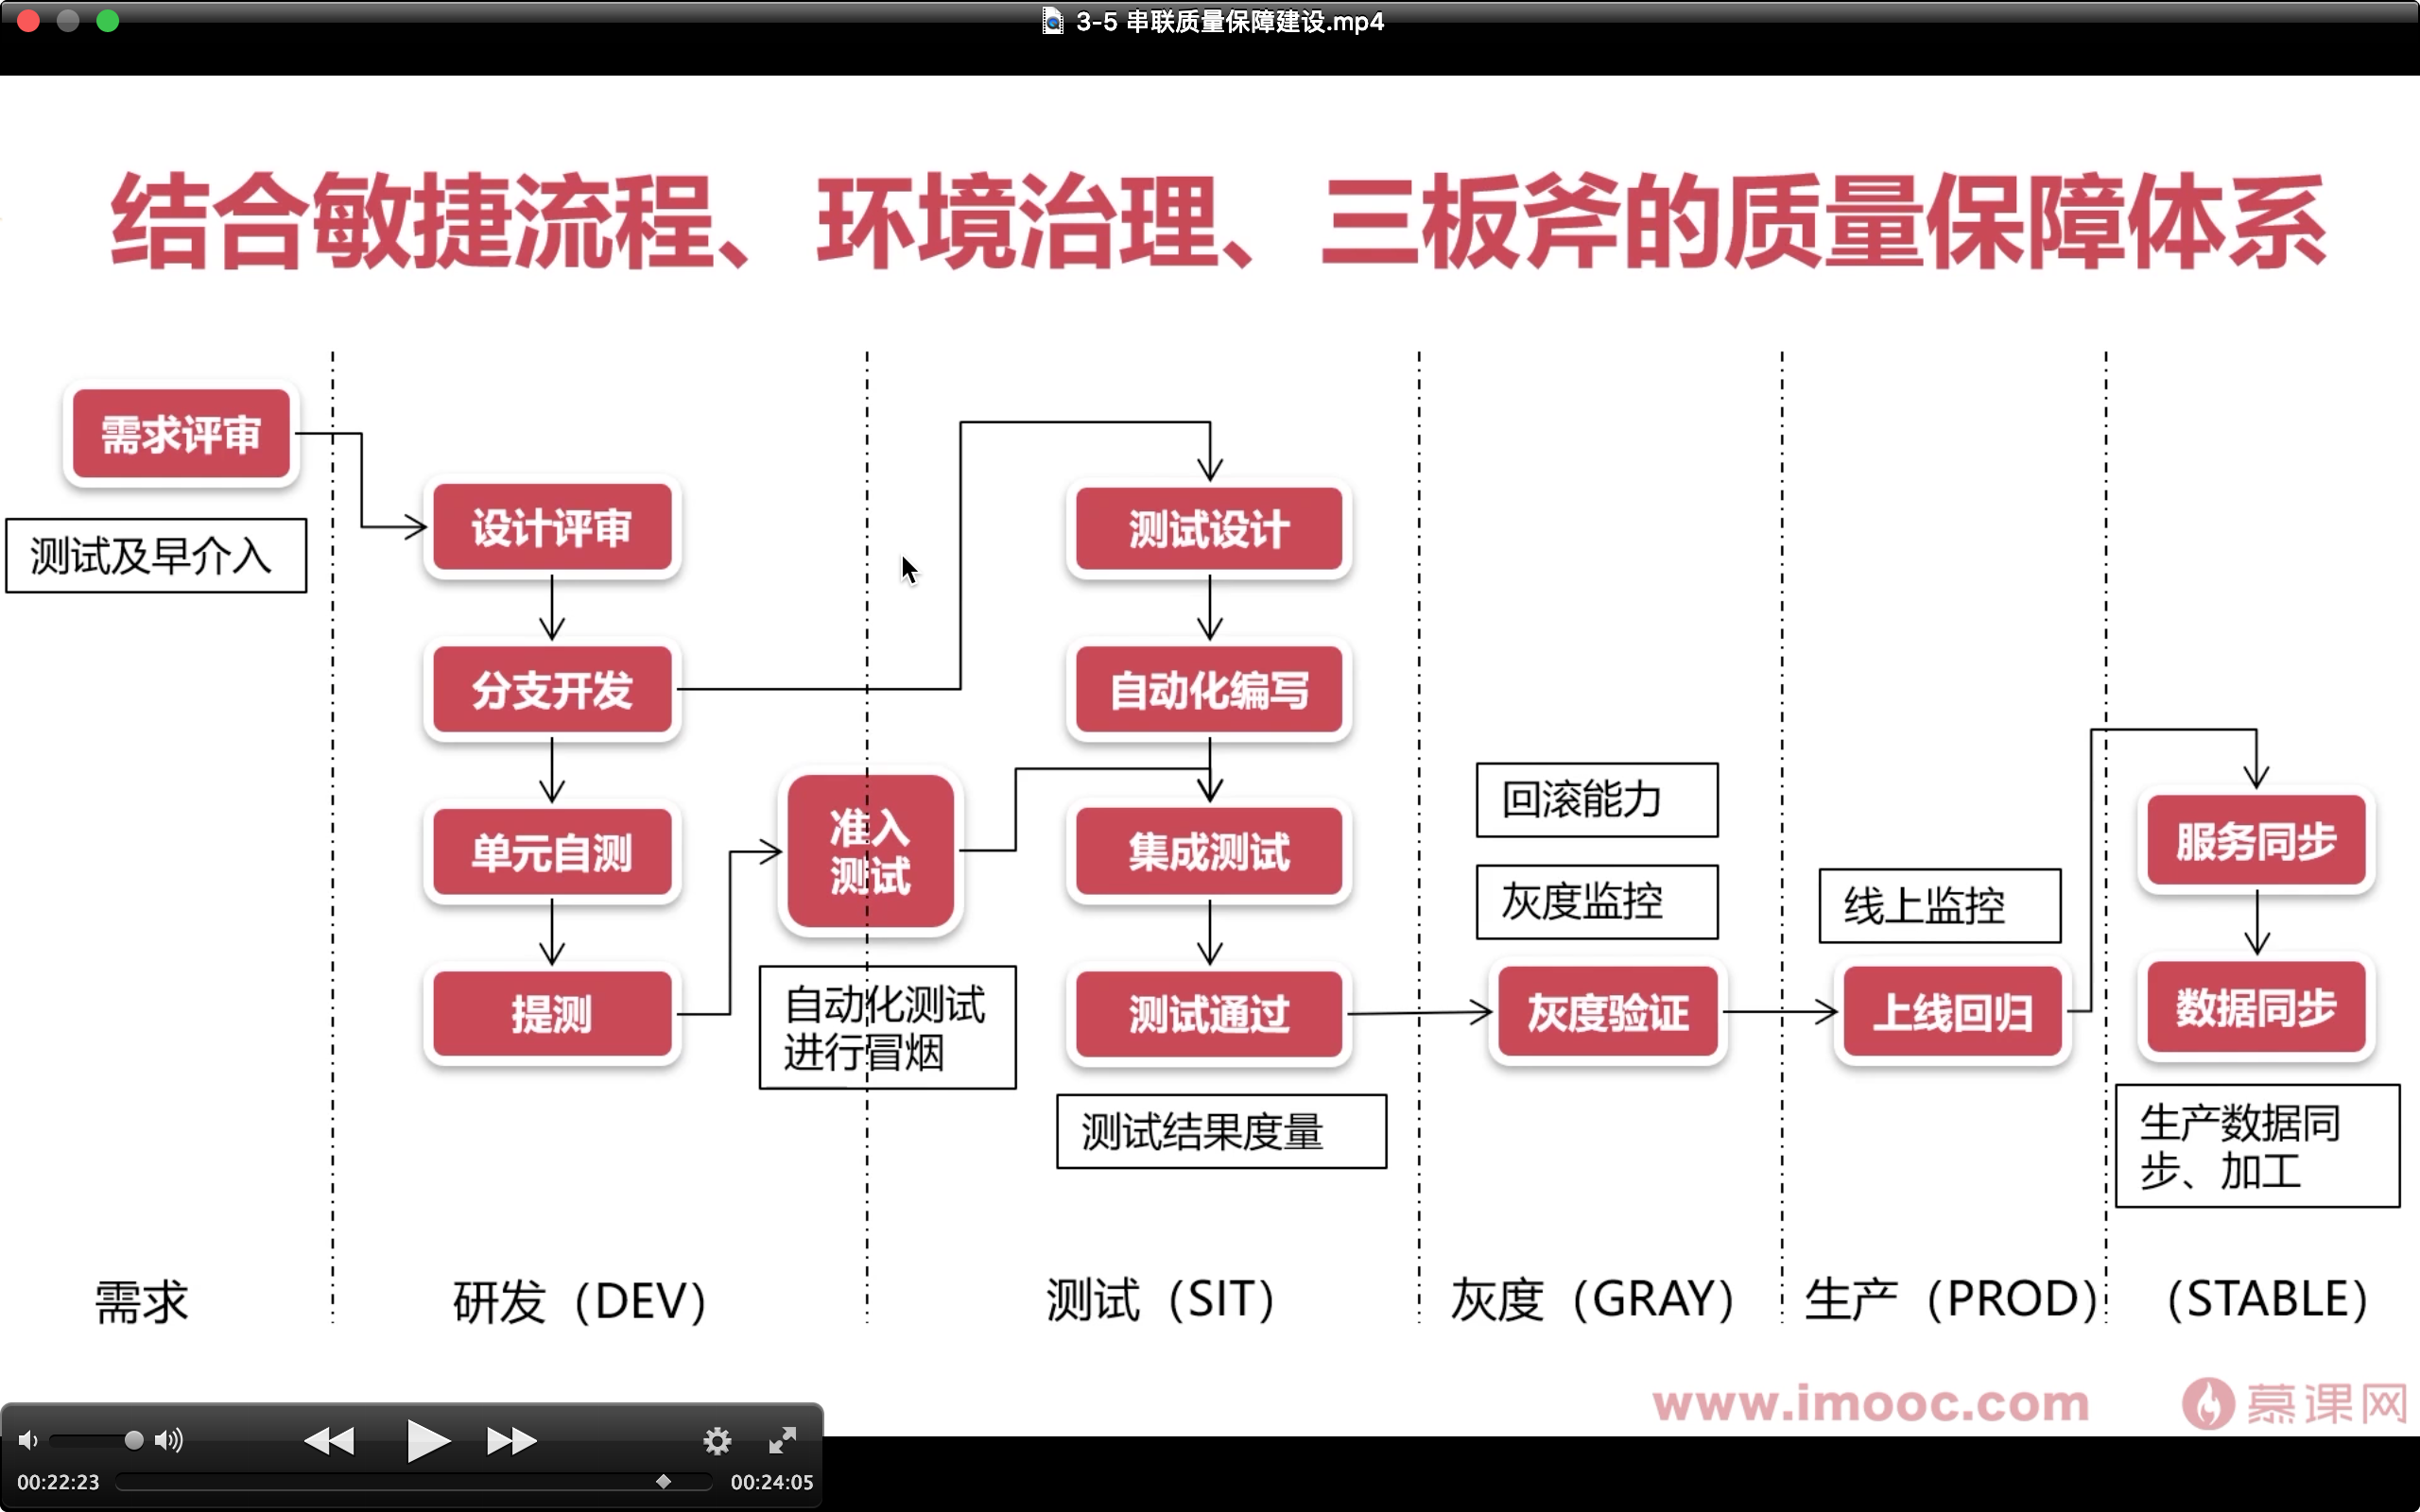 3-5 串联质量保障建设.mp4
结合敏捷流程、环境治理、三板斧的质量保障体系
需求评审
测试及早介入
设计评审
分支开发
单元自测
提测
准入
测试
自动化测试
进行冒烟
测试设计
自动化编写
集成测试
测试通过
测试结果度量
回滚能力
灰度监控
灰度验证
线上监控
上线回归
服务同步
数据同步
生产数据同
步、加工
需求
研发（DEV）
测试（SIT）
灰度（GRAY）
生产（PROD）
（STABLE）
www.imooc.com
慕课网
00:22:23
00:24:05